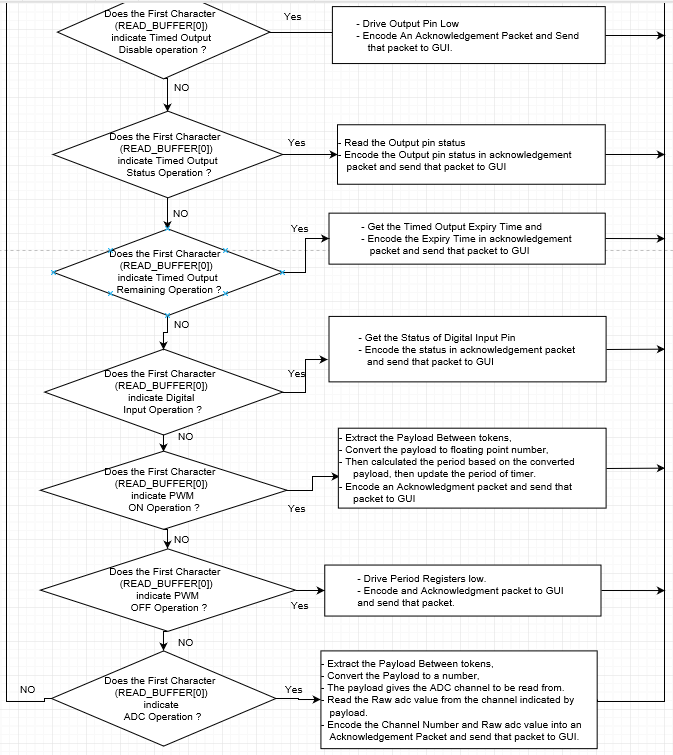 Does the First Character
(READ_BUFFER[0])
indicate Timed Output
Disable operation ?
Yes
- Drive Output Pin Low
- Encode An Acknowledgement Packet and Send
that packet to GUI.
NO
Does the First Character
(READ_BUFFER[0])
indicate Timed Output
Status Operation ?
Yes
- Read the Output pin status
- Encode the Output pin status in acknowledgement
packet and send that packet to GUI
NO
Does the First Character
(READ_BUFFER[0])
indicate Timed Output
Remaining Operation ?
Yes
- Get the Timed Output Expiry Time and
- Encode the Expiry Time in acknowledgement
packet and send that packet to GUI
NO
Does the First Character
(READ_BUFFER[0])
indicate Digital
Input Operation ?
Yes
- Get the Status of Digital Input Pin
- Encode the status in acknowledgement packet
and send that packet to GUI
NO
Does the First Character
(READ_BUFFER[0])
indicate PWM
ON Operation ?
Yes
- Extract the Payload Between tokens,
- Convert the payload to floating point number,
- Then calculated the period based on the converted
payload, then update the period of timer.
- Encode an Acknowledgment packet and send that
packet to GUI
NO
Does the First Character
(READ_BUFFER[0])
indicate PWM
OFF Operation ?
Yes
- Drive Period Registers low.
- Encode and Acknowledgment packet to GUI
and send that packet.
NO
Does the First Character
(READ_BUFFER[0])
indicate
ADC Operation ?
NO
Yes
- Extract the Payload Between tokens,
- Convert the Payload to a number,
- The payload gives the ADC channel to be read from.
- Read the Raw adc value from the channel indicated by
payload.
- Encode the Channel Number and Raw adc value into an
Acknowledgement Packet and send that packet to GUI.